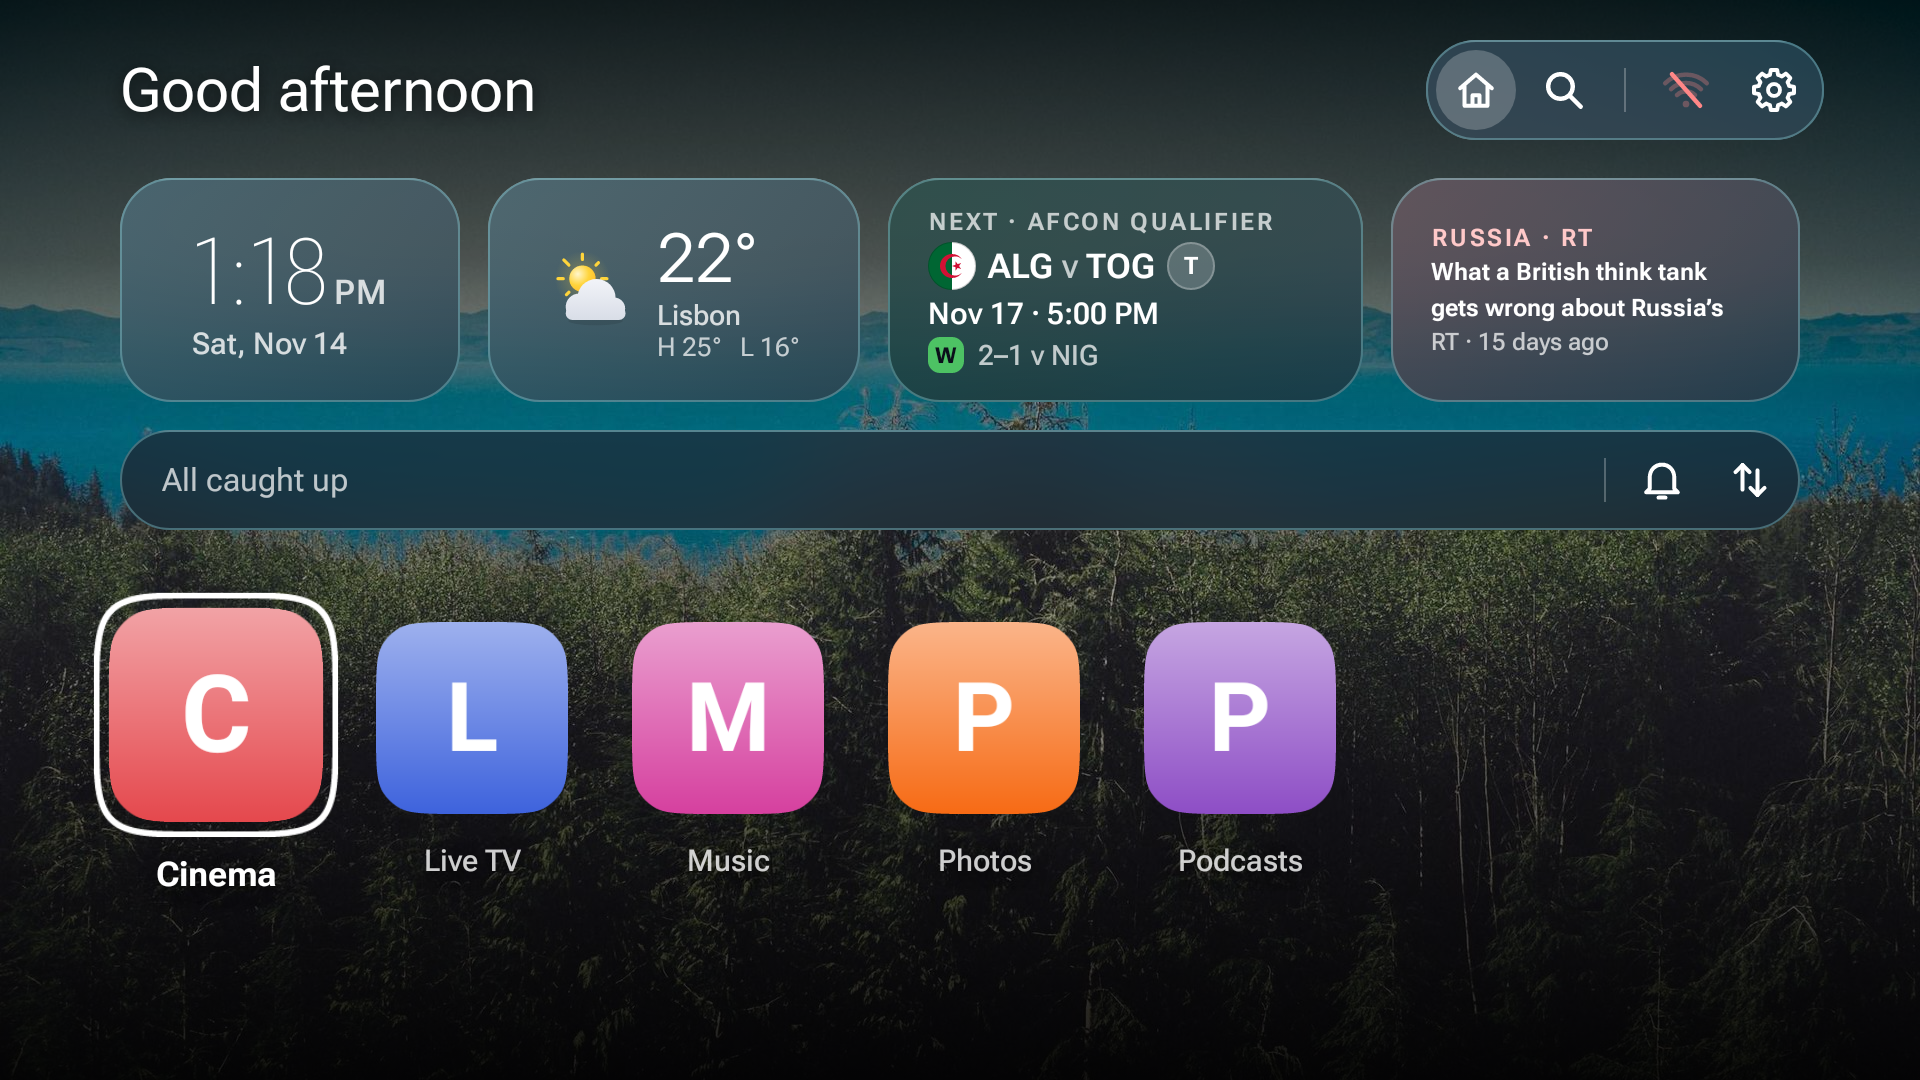 Good afternoon
1:18 PM
Sat, Nov 14
22°
Lisbon
H 25° L 16°
NEXT · AFCON QUALIFIER
ALG v TOG T
Nov 17 · 5:00 PM
W 2–1 v NIG
RUSSIA · RT
What a British think tank
gets wrong about Russia’s
RT · 15 days ago
All caught up
C
L
M
P
P
Cinema
Live TV
Music
Photos
Podcasts